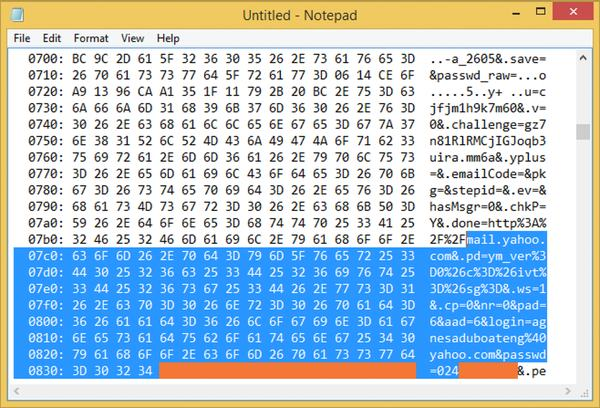 Untitled - Notepad
File Edit Format View Help
0700: BC 9C 2D 61 5F 32 36 30 35 26 2E 73 61 76 65 3D ..-a_2605&.save=
0710: 26 70 61 73 73 77 64 5F 72 61 77 3D 06 14 CE 6F &passwd_raw=...o
0720: A9 13 96 CA A1 35 1F 11 79 2B 20 BC 2E 75 3D 63 .....5..y+ ..u=c
0730: 6A 66 6A 6D 31 68 39 6B 37 6D 36 30 26 2E 76 3D jfjm1h9k7m60&.v=
0740: 30 26 2E 63 68 61 6C 6C 65 6E 67 65 3D 67 7A 37 0&.challenge=gz7
0750: 6E 38 31 52 6C 52 4D 43 6A 49 47 4A 6F 71 62 33 n81RlRMCjIGJoqb3
0760: 75 69 72 61 2E 6D 6D 36 61 26 2E 79 70 6C 75 73 uira.mm6a&.yplus
0770: 3D 26 2E 65 6D 61 69 6C 43 6F 64 65 3D 26 70 6B =&.emailCode=&pk
0780: 67 3D 26 73 74 65 70 69 64 3D 26 2E 65 76 3D 26 g=&stepid=&.ev=&
0790: 68 61 73 4D 73 67 72 3D 30 26 2E 63 68 6B 50 3D hasMsgr=0&.chkP=
07a0: 59 26 2E 64 6F 6E 65 3D 68 74 74 70 25 33 41 25 Y&.done=http%3A%
07b0: 32 46 25 32 46 6D 61 69 6C 2E 79 61 68 6F 6F 2E 2F%2Fmail.yahoo.
07c0: 63 6F 6D 26 2E 70 64 3D 79 6D 5F 76 65 72 25 33 com&.pd=ym_ver%3
07d0: 44 30 25 32 36 63 25 33 44 25 32 36 69 76 74 25 D0%26c%3D%26ivt%
07e0: 33 44 25 32 36 73 67 25 33 44 26 2E 77 73 3D 31 3D%26sg%3D&.ws=1
07f0: 26 2E 63 70 3D 30 26 6E 72 3D 30 26 70 61 64 3D &.cp=0&nr=0&pad=
0800: 36 26 61 61 64 3D 36 26 6C 6F 67 69 6E 3D 61 67 6&aad=6&login=ag
0810: 6E 65 73 61 64 75 62 6F 61 74 65 6E 67 25 34 30 nesaduboateng%40
0820: 79 61 68 6F 6F 2E 63 6F 6D 26 70 61 73 73 77 64 yahoo.com&passwd
0830: 3D 30 32 34 =024 &.pe